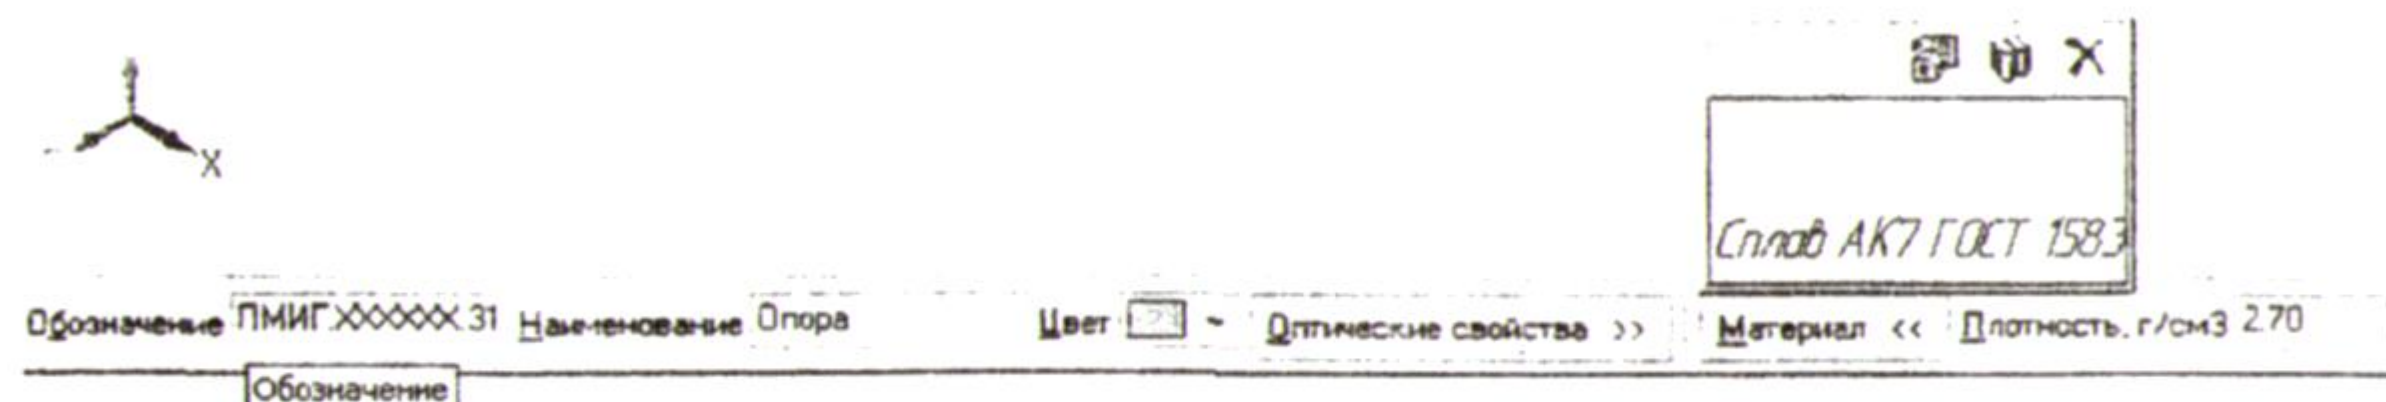 X
Сплав АК7 ГОСТ 1583
Обозначение ПМИГ.XXXXXX.31 Наименование Опора Цвет Оптические свойства >> Материал << Плотность, г/см3 2.70
Обозначение